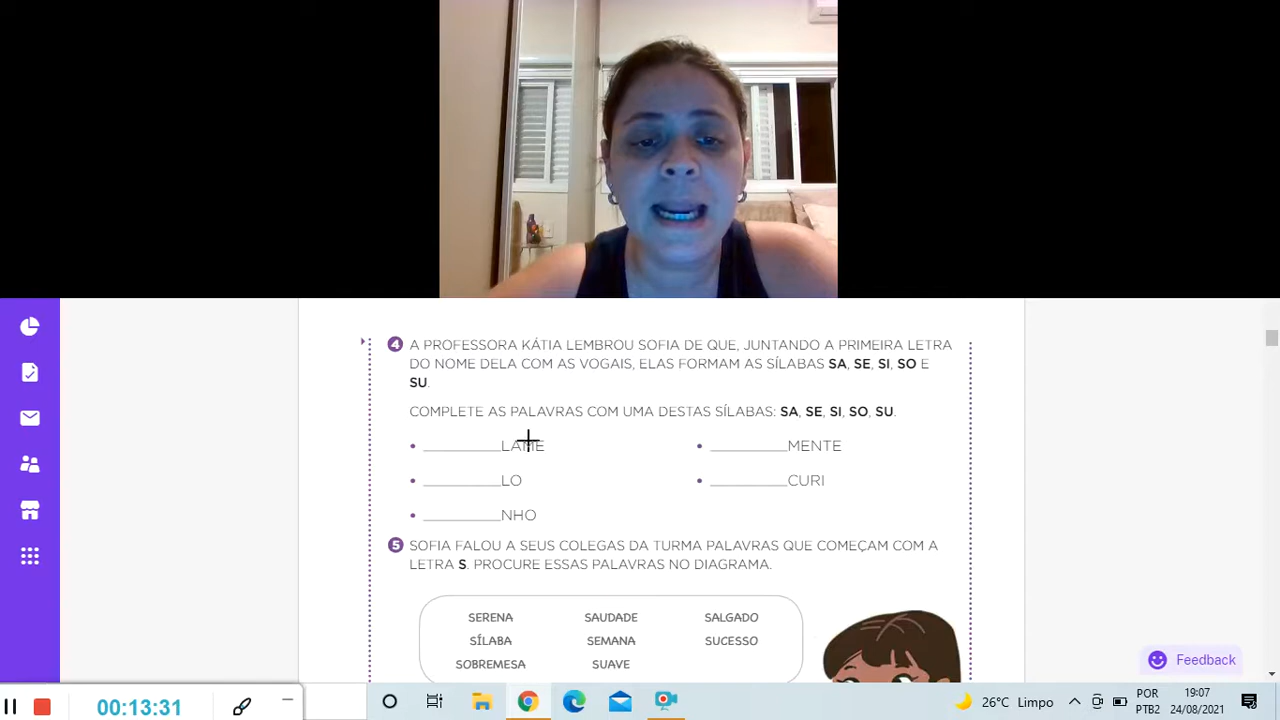 4 A PROFESSORA KÁTIA LEMBROU SOFIA DE QUE, JUNTANDO A PRIMEIRA LETRA
DO NOME DELA COM AS VOGAIS, ELAS FORMAM AS SÍLABAS SA, SE, SI, SO E
SU.
COMPLETE AS PALAVRAS COM UMA DESTAS SÍLABAS: SA, SE, SI, SO, SU.
• ________LAME
• ________MENTE
• ________LO
• ________CURI
• ________NHO
5 SOFIA FALOU A SEUS COLEGAS DA TURMA PALAVRAS QUE COMEÇAM COM A
LETRA S. PROCURE ESSAS PALAVRAS NO DIAGRAMA.
SERENA SAUDADE SALGADO
SÍLABA SEMANA SUCESSO
SOBREMESA SUAVE
Feedback
00:13:31
26°C Limpo
POR
PTB2
19:07
24/08/2021